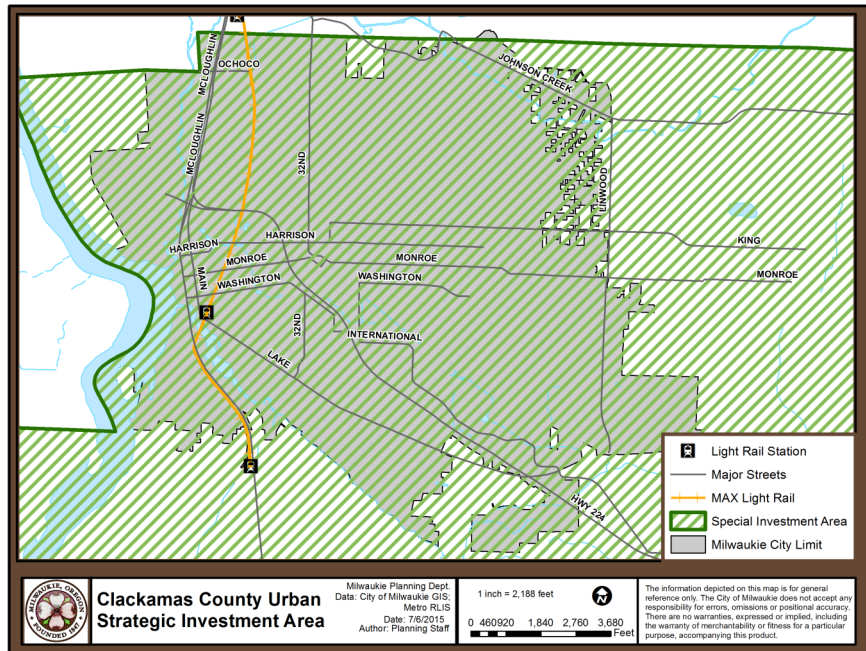 OCHOCO
MCLOUGHLIN
JOHNSON CREEK
MCLOUGHLIN
32ND
LINWOOD
HARRISON
KING
HARRISON
MONROE
MONROE
WASHINGTON
MONROE
MAIN
WASHINGTON
32ND
INTERNATIONAL
LAKE
HWY 224
Light Rail Station
Major Streets
MAX Light Rail
Special Investment Area
Milwaukie City Limit
MILWAUKIE, OREGON
FOUNDED 1847
Clackamas County Urban
Strategic Investment Area
Milwaukie Planning Dept.
Data: City of Milwaukie GIS;
Metro RLIS
Date: 7/6/2015
Author: Planning Staff
1 inch = 2,188 feet
N
0 460920 1,840 2,760 3,680
Feet
The information depicted on this map is for general
reference only. The City of Milwaukie does not accept any
responsibility for errors, omissions or positional accuracy.
There are no warranties, expressed or implied, including
the warranty of merchantability or fitness for a particular
purpose, accompanying this product.